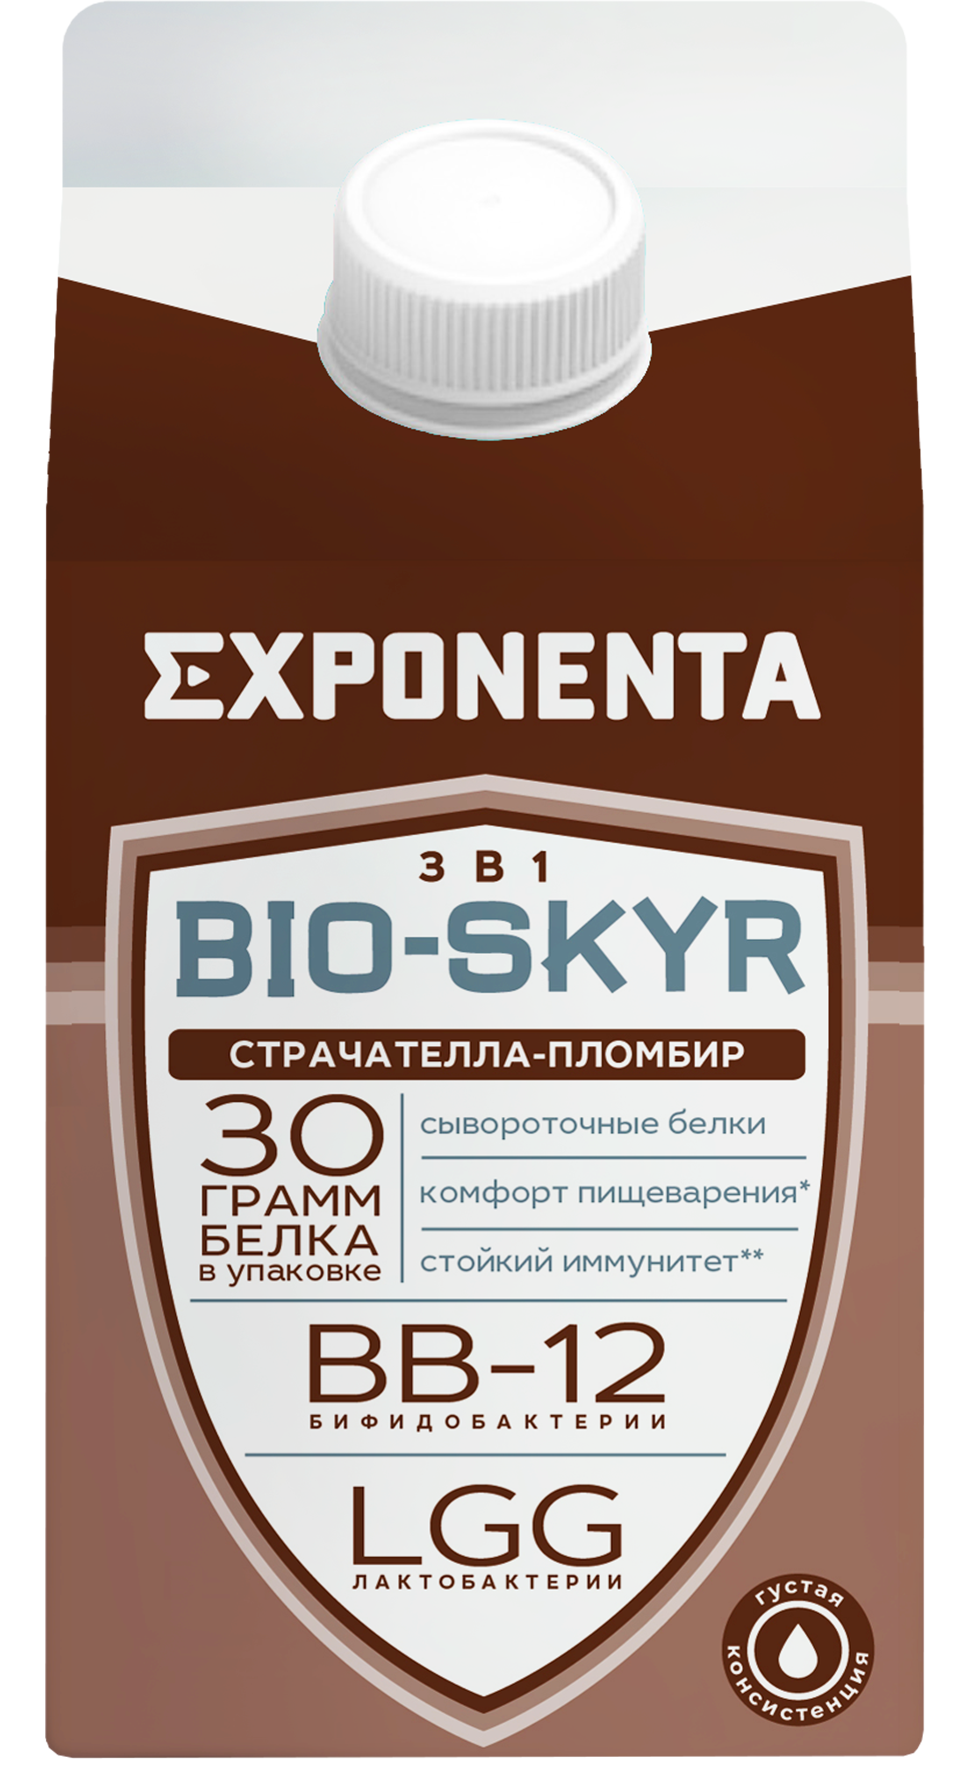 EXPONENTA
3 В 1
BIO-SKYR
СТРАЧАТЕЛЛА-ПЛОМБИР
30
ГРАММ
БЕЛКА
в упаковке
сывороточные белки
комфорт пищеварения*
стойкий иммунитет**
BB-12
БИФИДОБАКТЕРИИ
LGG
ЛАКТОБАКТЕРИИ
густая
консистенция